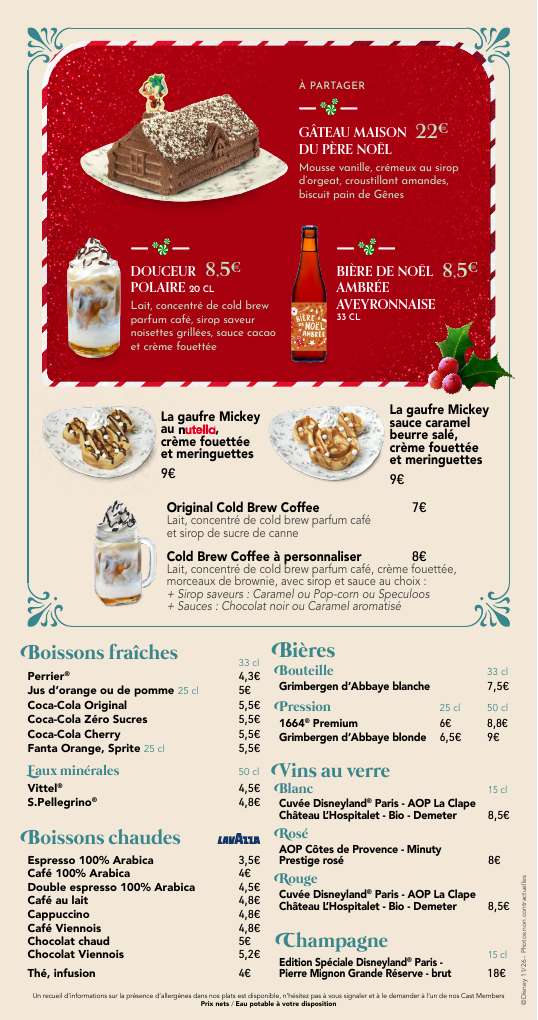 À PARTAGER
GÂTEAU MAISON 22€
DU PÈRE NOËL
Mousse vanille, crémeux au sirop
d'orgeat, croustillant amandes,
biscuit pain de Gênes
DOUCEUR 8,5€
POLAIRE 20 CL
Lait, concentré de cold brew
parfum café, sirop saveur
noisettes grillées, sauce cacao
et crème fouettée
BIÈRE
DE
NOËL
AMBRÉE
BIÈRE DE NOËL 8,5€
AMBRÉE
AVEYRONNAISE
33 CL
La gaufre Mickey
au nutella,
crème fouettée
et meringuettes
9€
La gaufre Mickey
sauce caramel
beurre salé,
crème fouettée
et meringuettes
9€
Original Cold Brew Coffee 7€
Lait, concentré de cold brew parfum café
et sirop de sucre de canne
Cold Brew Coffee à personnaliser 8€
Lait, concentré de cold brew parfum café, crème fouettée,
morceaux de brownie, avec sirop et sauce au choix :
+ Sirop saveurs : Caramel ou Pop-corn ou Speculoos
+ Sauces : Chocolat noir ou Caramel aromatisé
Boissons fraîches
33 cl
Perrier® 4,3€
Jus d'orange ou de pomme 25 cl 5€
Coca-Cola Original 5,5€
Coca-Cola Zéro Sucres 5,5€
Coca-Cola Cherry 5,5€
Fanta Orange, Sprite 25 cl 5,5€
Eaux minérales 50 cl
Vittel® 4,5€
S.Pellegrino® 4,8€
Boissons chaudes LAVAZZA
Espresso 100% Arabica 3,5€
Café 100% Arabica 4€
Double espresso 100% Arabica 4,5€
Café au lait 4,8€
Cappuccino 4,8€
Café Viennois 4,8€
Chocolat chaud 5€
Chocolat Viennois 5,2€
Thé, infusion 4€
Bières
Bouteille 33 cl
Grimbergen d'Abbaye blanche 7,5€
Pression 25 cl 50 cl
1664® Premium 6€ 8,8€
Grimbergen d'Abbaye blonde 6,5€ 9€
Vins au verre
Blanc 15 cl
Cuvée Disneyland® Paris - AOP La Clape
Château L'Hospitalet - Bio - Demeter 8,5€
Rosé
AOP Côtes de Provence - Minuty
Prestige rosé 8€
Rouge
Cuvée Disneyland® Paris - AOP La Clape
Château L'Hospitalet - Bio - Demeter 8,5€
Champagne
15 cl
Edition Spéciale Disneyland® Paris -
Pierre Mignon Grande Réserve - brut 18€
Un recueil d'informations sur la présence d'allergènes dans nos plats est disponible, n'hésitez pas à vous signaler et à le demander à l'un de nos Cast Members
Prix nets / Eau potable à votre disposition
©Disney 11/26 - Photos non contractuelles